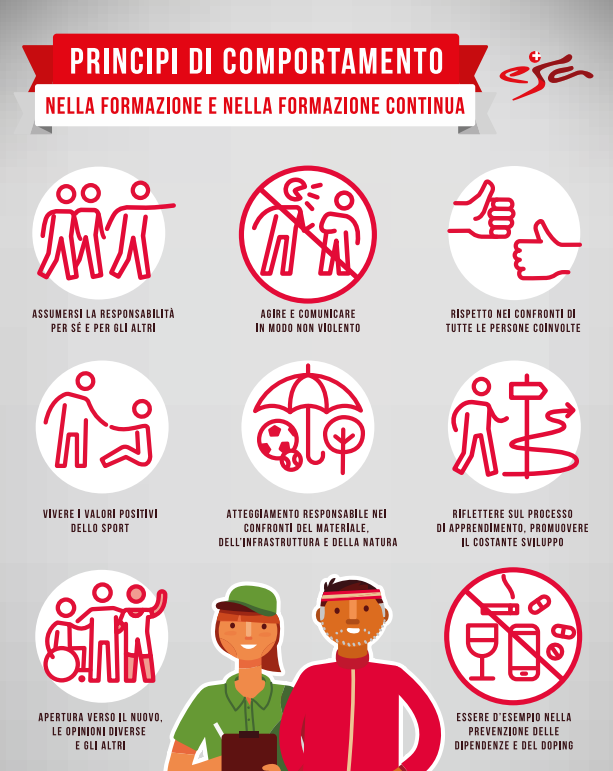 PRINCIPI DI COMPORTAMENTO
NELLA FORMAZIONE E NELLA FORMAZIONE CONTINUA
ese
ASSUMERSI LA RESPONSABILITÀ
PER SÉ E PER GLI ALTRI
AGIRE E COMUNICARE
IN MODO NON VIOLENTO
RISPETTO NEI CONFRONTI DI
TUTTE LE PERSONE COINVOLTE
VIVERE I VALORI POSITIVI
DELLO SPORT
ATTEGGIAMENTO RESPONSABILE NEI
CONFRONTI DEL MATERIALE,
DELL'INFRASTRUTTURA E DELLA NATURA
RIFLETTERE SUL PROCESSO
DI APPRENDIMENTO, PROMUOVERE
IL COSTANTE SVILUPPO
APERTURA VERSO IL NUOVO,
LE OPINIONI DIVERSE
E GLI ALTRI
ESSERE D'ESEMPIO NELLA
PREVENZIONE DELLE
DIPENDENZE E DEL DOPING